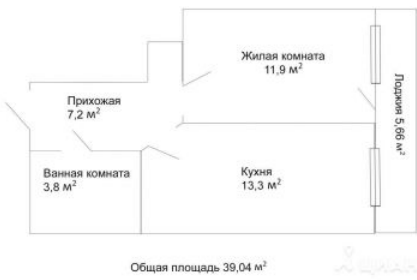 Жилая комната
11,9 м²
Прихожая
7,2 м²
Лоджия 5,66 м²
Ванная комната
3,8 м²
Кухня
13,3 м²
Общая площадь 39,04 м²
ЦИАН